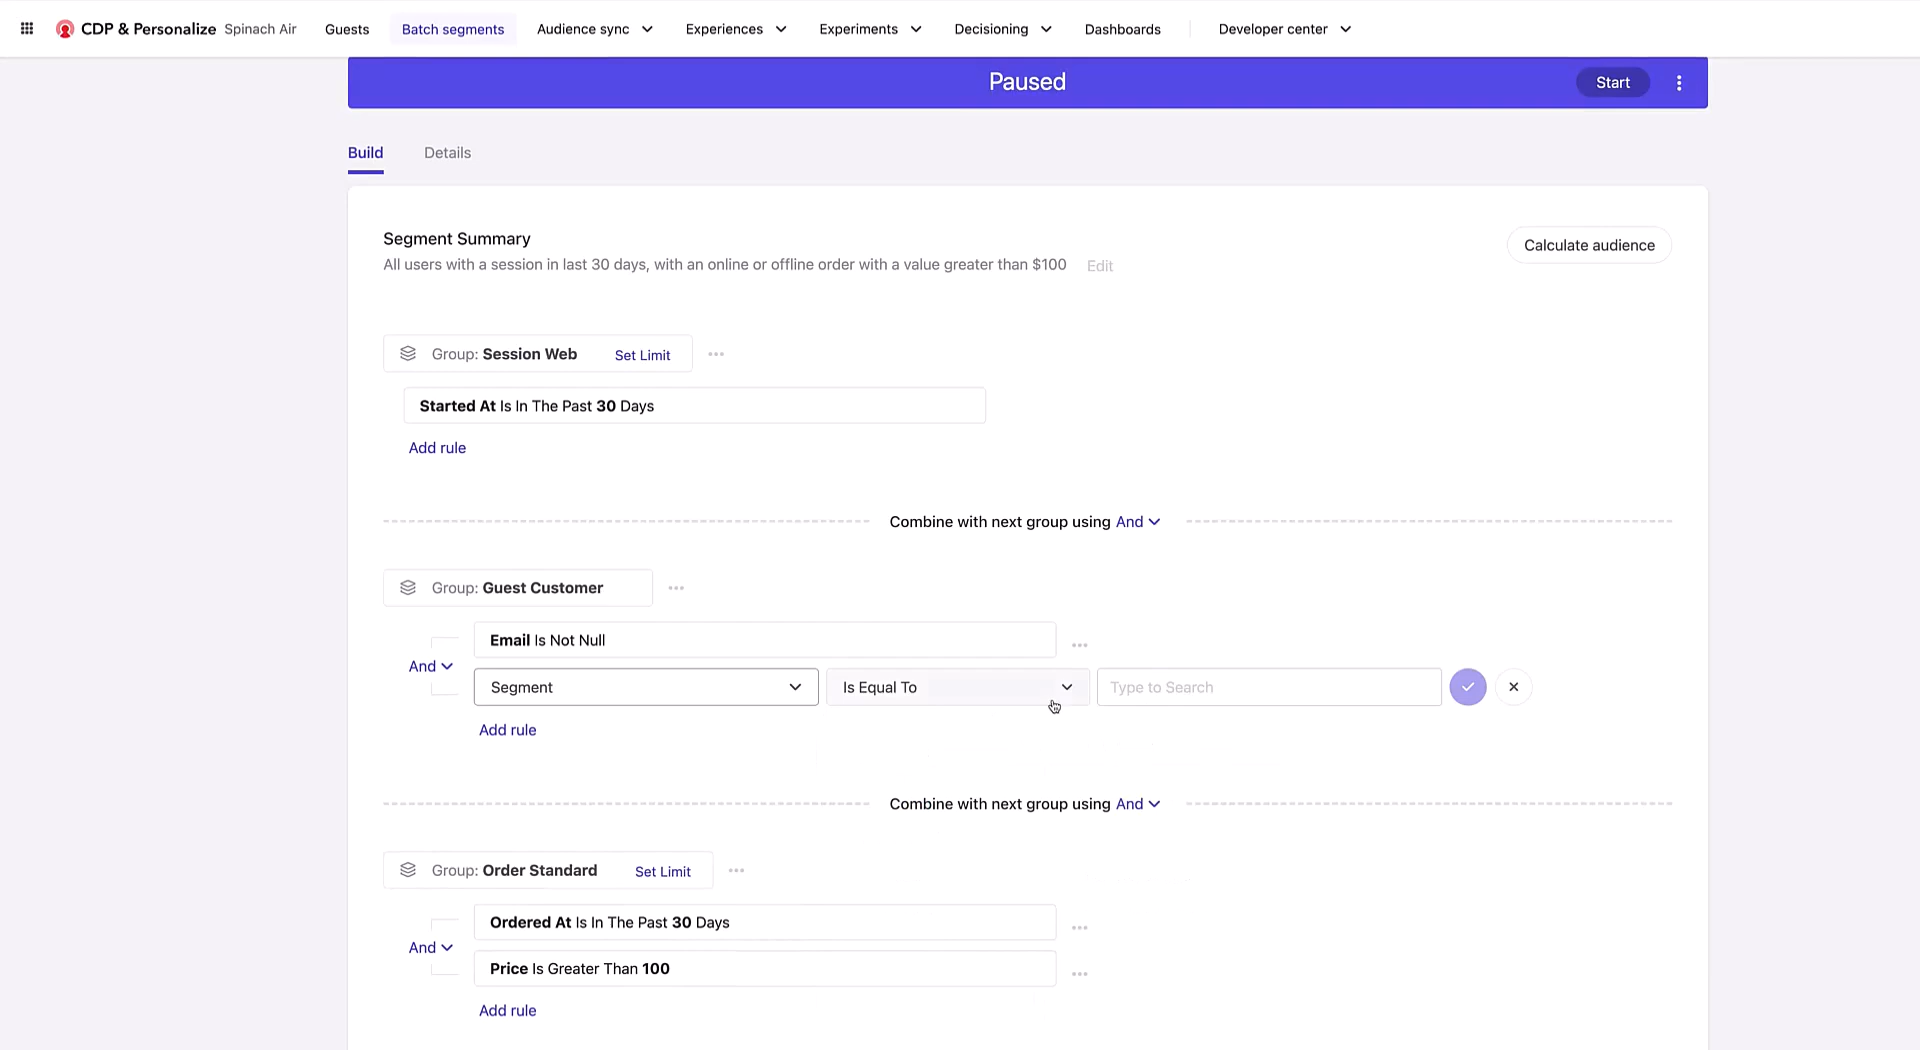 CDP & Personalize Spinach Air Guests Batch segments Audience sync Experiences Experiments Decisioning Dashboards Developer center
Paused Start
Build Details
Segment Summary
All users with a session in last 30 days, with an online or offline order with a value greater than $100 Edit
Calculate audience
Group: Session Web Set Limit
Started At Is In The Past 30 Days
Add rule
Combine with next group using And
Group: Guest Customer
Email Is Not Null
And
Segment Is Equal To Type to Search
Add rule
Combine with next group using And
Group: Order Standard Set Limit
Ordered At Is In The Past 30 Days
And
Price Is Greater Than 100
Add rule